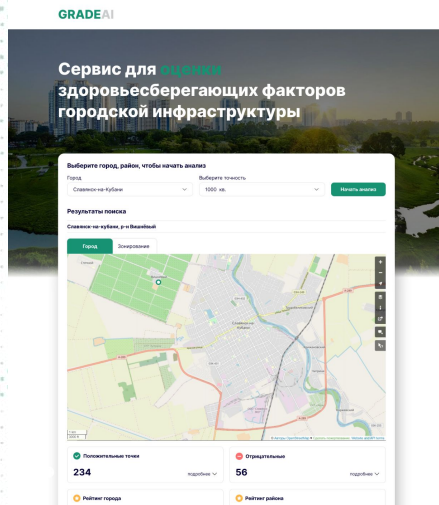 GRADEAI
Сервис для оценки
здоровьесберегающих факторов
городской инфраструктуры
Выберите город, район, чтобы начать анализ
Город
Выберите точность
Славянск-на-Кубани
1000 кв.
Начать анализ
Результаты поиска
Славянск-на-кубани, р-н Вишнёвый
Город
Зонирование
Славянск-на-
Кубани
Положительные точки
234
подробнее
Отрицательные
56
подробнее
Рейтинг города
Рейтинг района